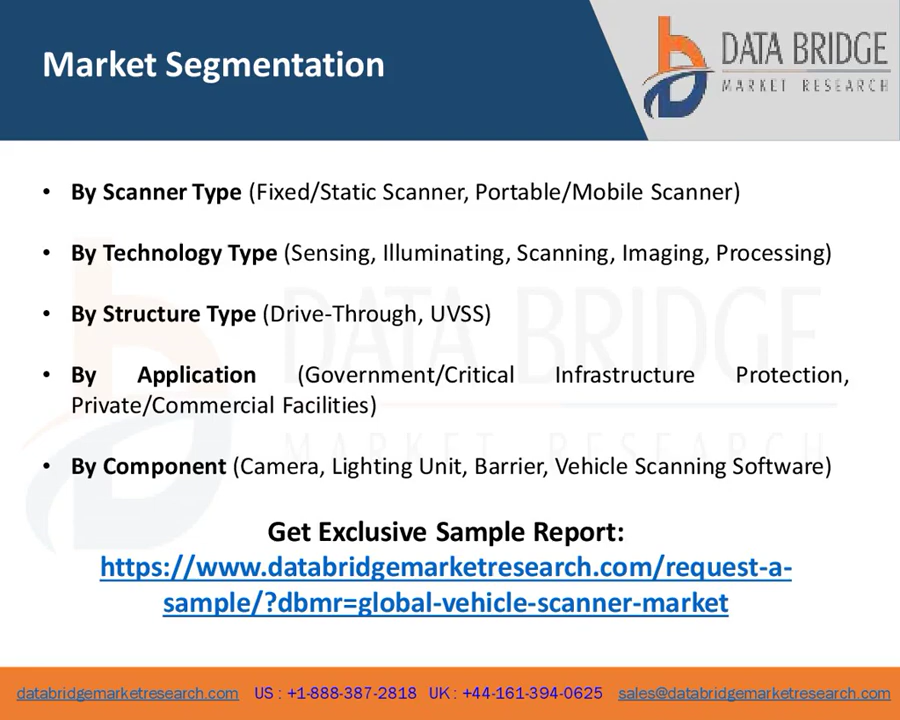 Market Segmentation
DATA BRIDGE
MARKET RESEARCH
• By Scanner Type (Fixed/Static Scanner, Portable/Mobile Scanner)
• By Technology Type (Sensing, Illuminating, Scanning, Imaging, Processing)
• By Structure Type (Drive-Through, UVSS)
• By Application (Government/Critical Infrastructure Protection,
Private/Commercial Facilities)
• By Component (Camera, Lighting Unit, Barrier, Vehicle Scanning Software)
DATA BRIDGE
MARKET RESEARCH
Get Exclusive Sample Report:
https://www.databridgemarketresearch.com/request-a-
sample/?dbmr=global-vehicle-scanner-market
databridgemarketresearch.com US : +1-888-387-2818 UK : +44-161-394-0625 sales@databridgemarketresearch.com